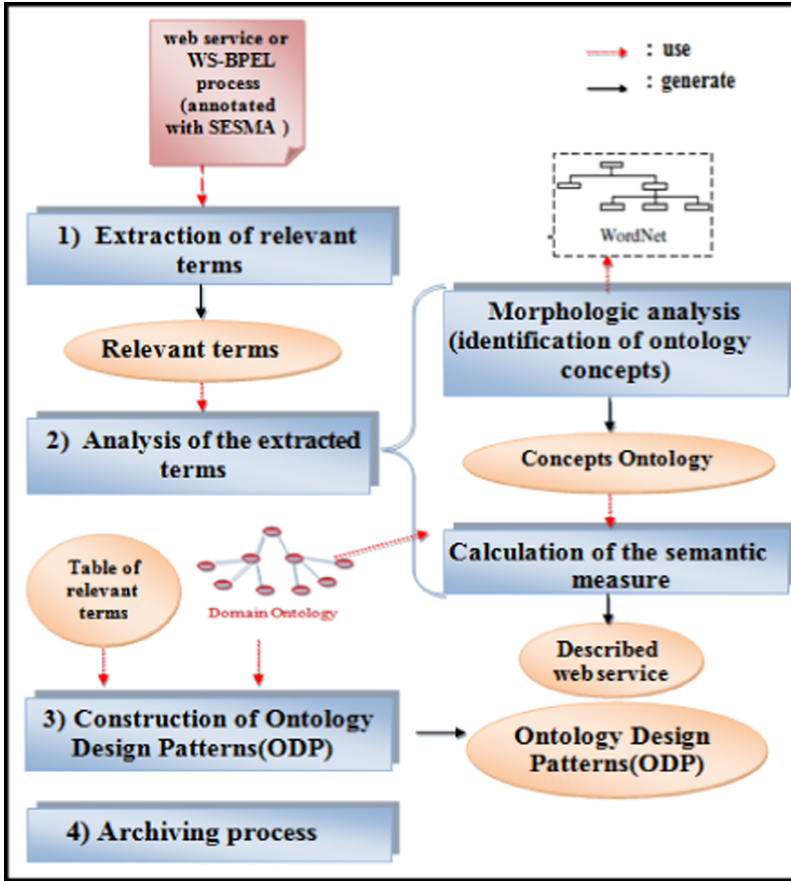 web service or
WS-BPEL
process
(annotated
with SESMA )
: use
: generate
WordNet
1) Extraction of relevant
terms
Relevant terms
2) Analysis of the extracted
terms
Morphologic analysis
(identification of ontology
concepts)
Concepts Ontology
Calculation of the semantic
measure
Table of
relevant
terms
Domain Ontology
Described
web service
3) Construction of Ontology
Design Patterns(ODP)
Ontology Design
Patterns(ODP)
4) Archiving process